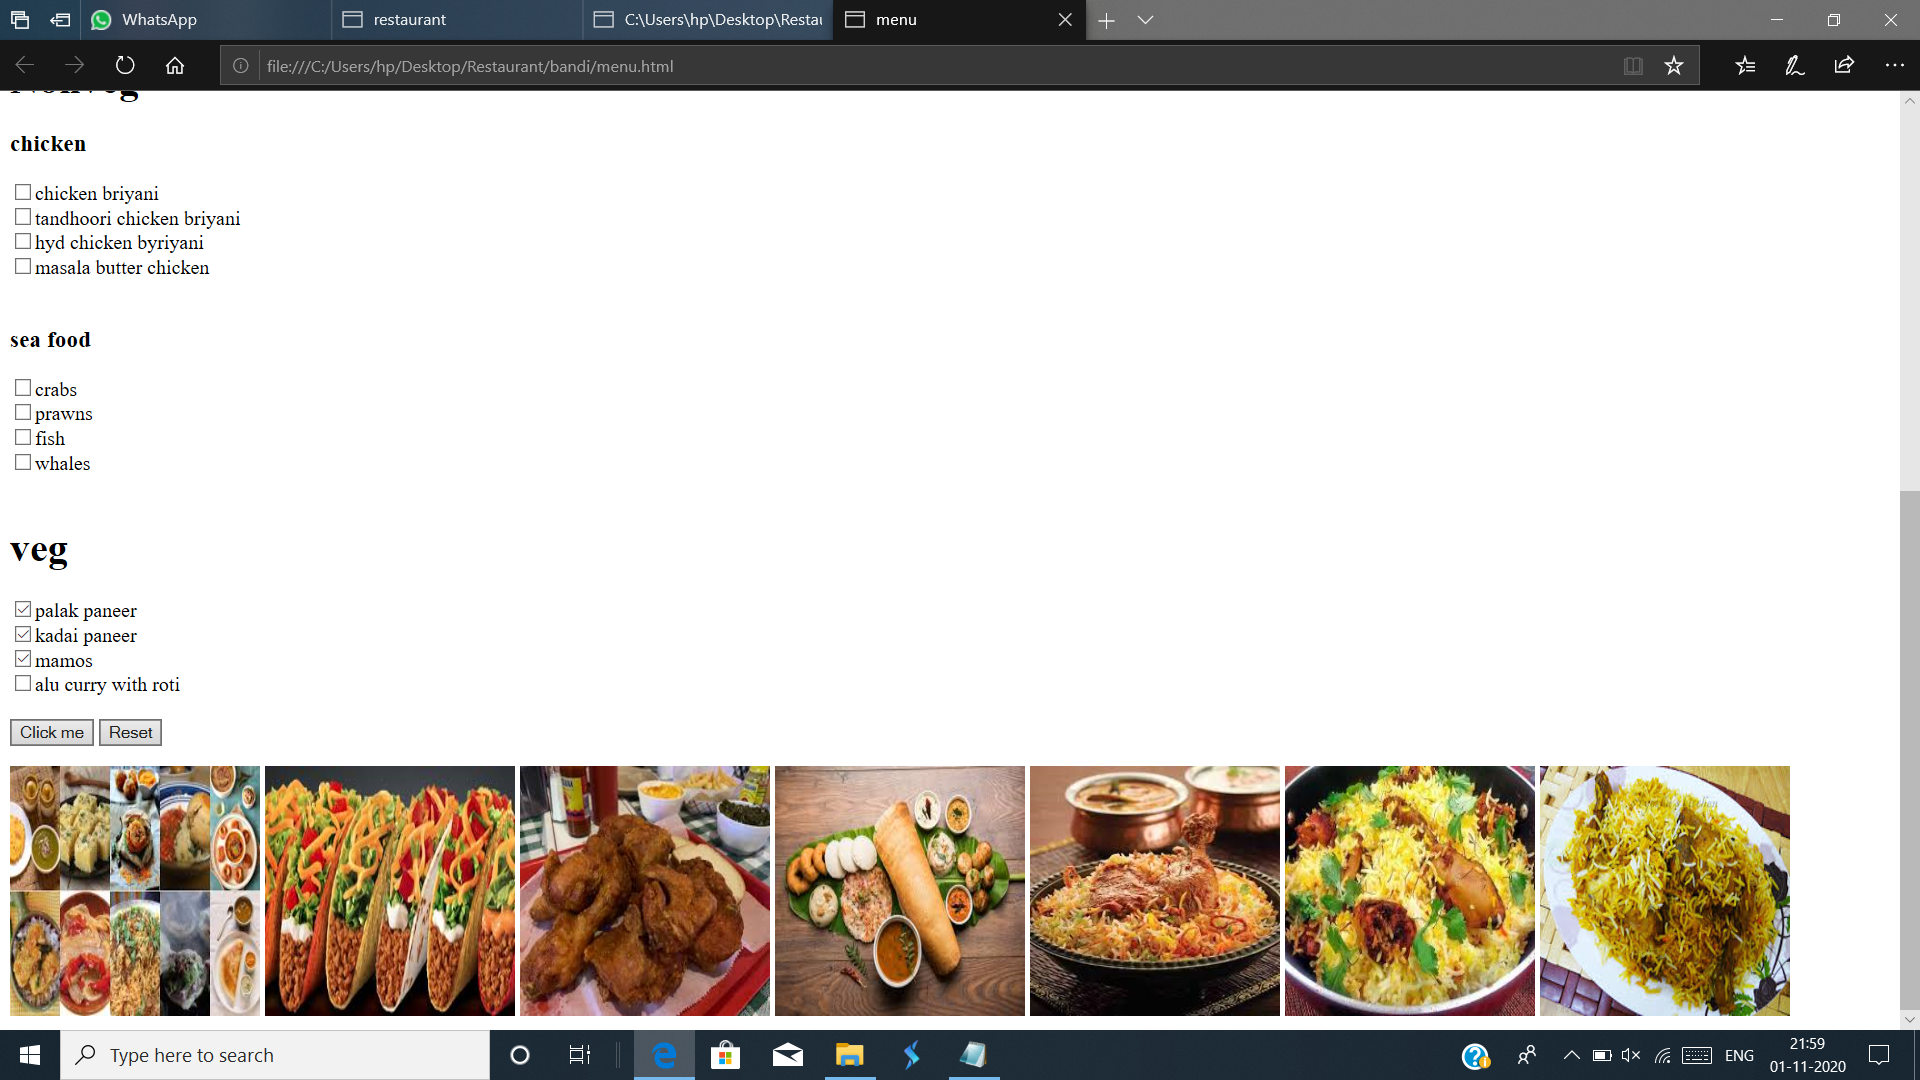 WhatsApp
restaurant
C:\Users\hp\Desktop\Restau
menu
file:///C:/Users/hp/Desktop/Restaurant/bandi/menu.html
Nonveg
chicken
chicken briyani
tandhoori chicken briyani
hyd chicken byriyani
masala butter chicken
sea food
crabs
prawns
fish
whales
veg
palak paneer
kadai paneer
mamos
alu curry with roti
Click me Reset
Type here to search
ENG
21:59
01-11-2020